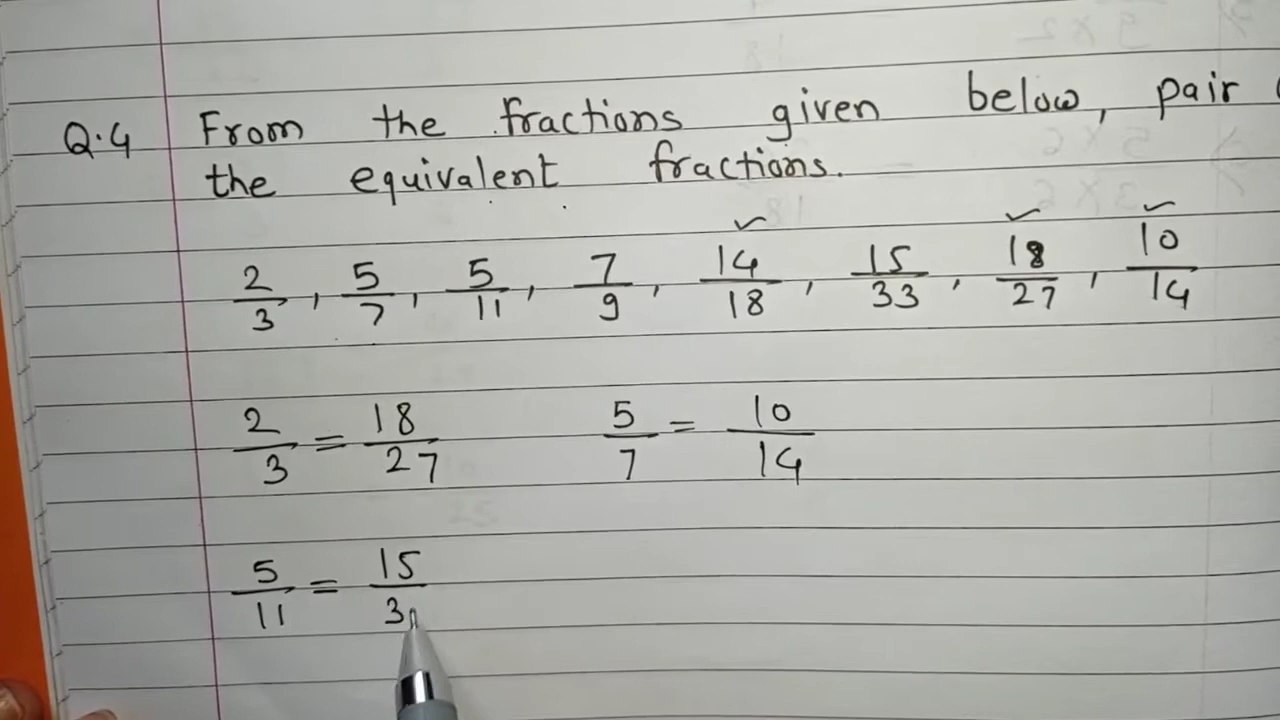 Q.4 From the fractions given below, pair
the equivalent fractions.
2/3, 5/7, 5/11, 7/9, 14/18, 15/33, 18/27, 10/14
2/3 = 18/27 5/7 = 10/14
5/11 = 15/3